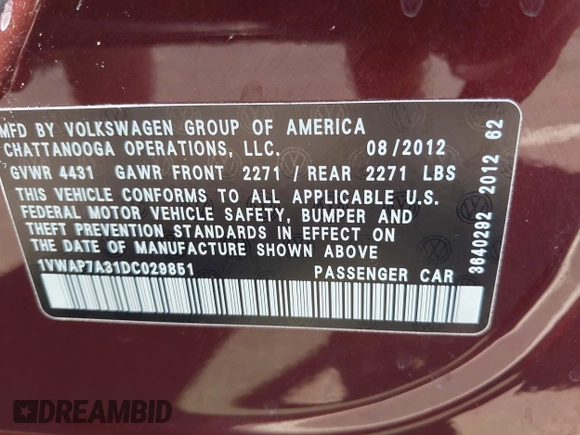 MFD BY VOLKSWAGEN GROUP OF AMERICA
CHATTANOOGA OPERATIONS, LLC. 08/2012
GVWR 4431 GAWR FRONT 2271 / REAR 2271 LBS
THIS VEHICLE CONFORMS TO ALL APPLICABLE U.S.
FEDERAL MOTOR VEHICLE SAFETY, BUMPER AND
THEFT PREVENTION STANDARDS IN EFFECT ON
THE DATE OF MANUFACTURE SHOWN ABOVE
1VWAP7A31DC029851 PASSENGER CAR
3840292 2012 62
DREAMBID